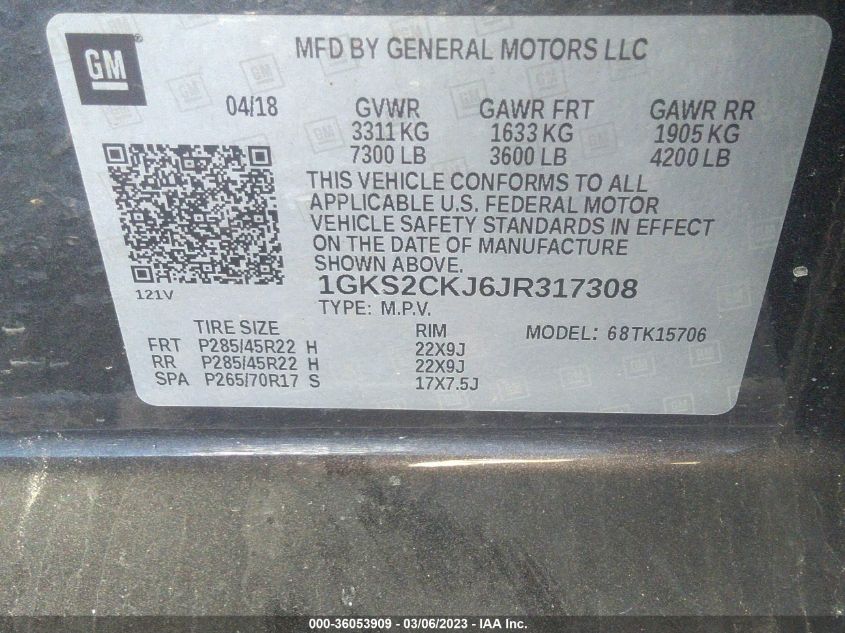 GM
MFD BY GENERAL MOTORS LLC
04/18 GVWR GAWR FRT GAWR RR
3311 KG 1633 KG 1905 KG
7300 LB 3600 LB 4200 LB
THIS VEHICLE CONFORMS TO ALL
APPLICABLE U.S. FEDERAL MOTOR
VEHICLE SAFETY STANDARDS IN EFFECT
ON THE DATE OF MANUFACTURE
SHOWN ABOVE.
121V
1GKS2CKJ6JR317308
TYPE: M.P.V.
TIRE SIZE RIM MODEL: 68TK15706
FRT P285/45R22 H 22X9J
RR P285/45R22 H 22X9J
SPA P265/70R17 S 17X7.5J
000-36053909 - 03/06/2023 - IAA Inc.